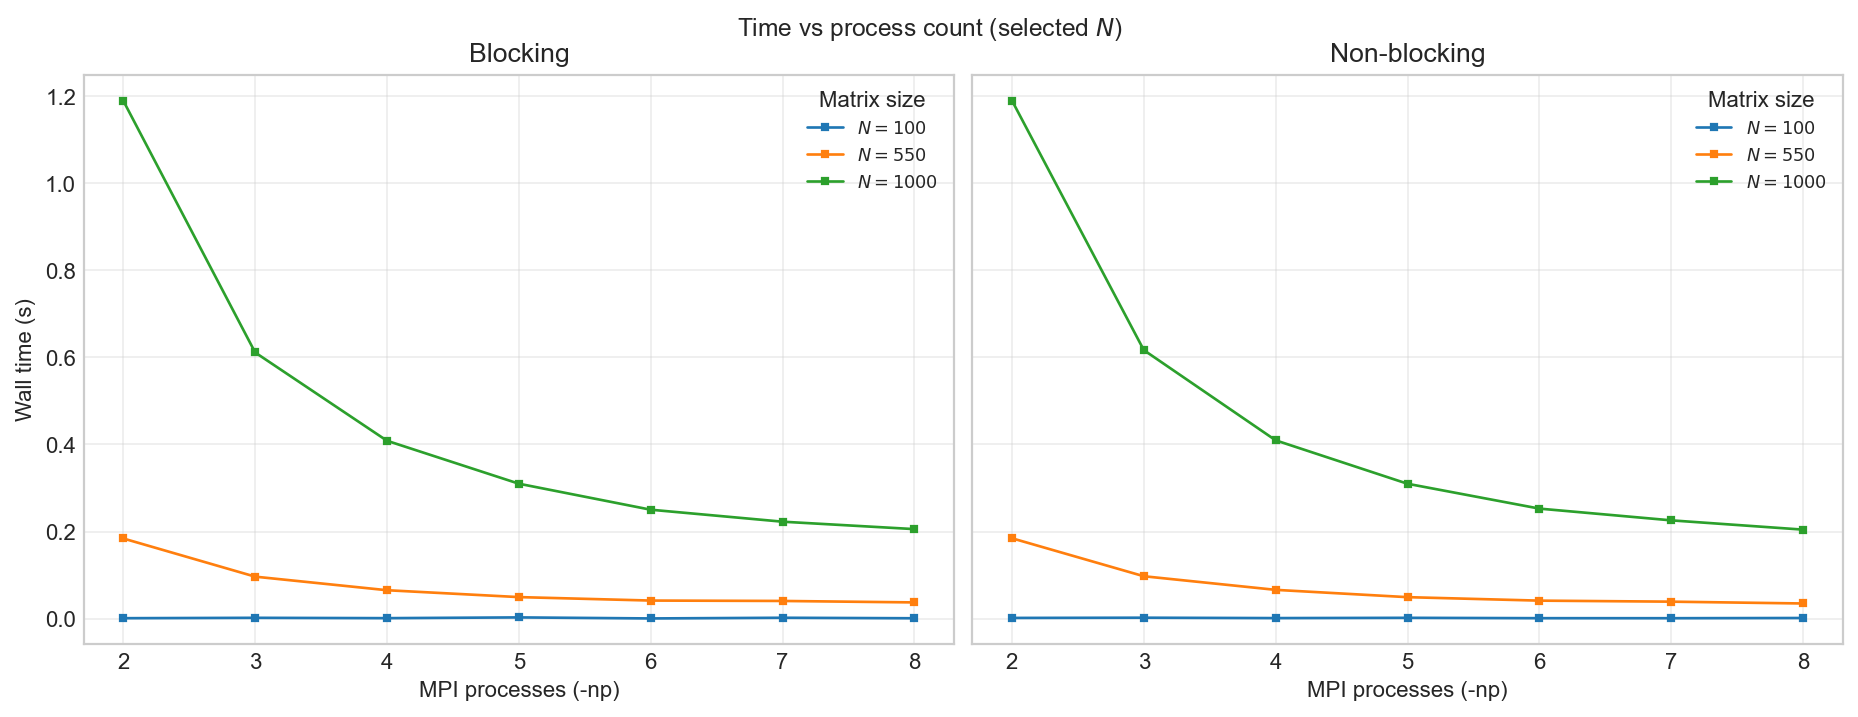 Time vs process count (selected N)
Blocking
Wall time (s)
1.2
1.0
0.8
0.6
0.4
0.2
0.0
Matrix size
N = 100
N = 550
N = 1000
2 3 4 5 6 7 8
MPI processes (-np)
Non-blocking
Matrix size
N = 100
N = 550
N = 1000
2 3 4 5 6 7 8
MPI processes (-np)